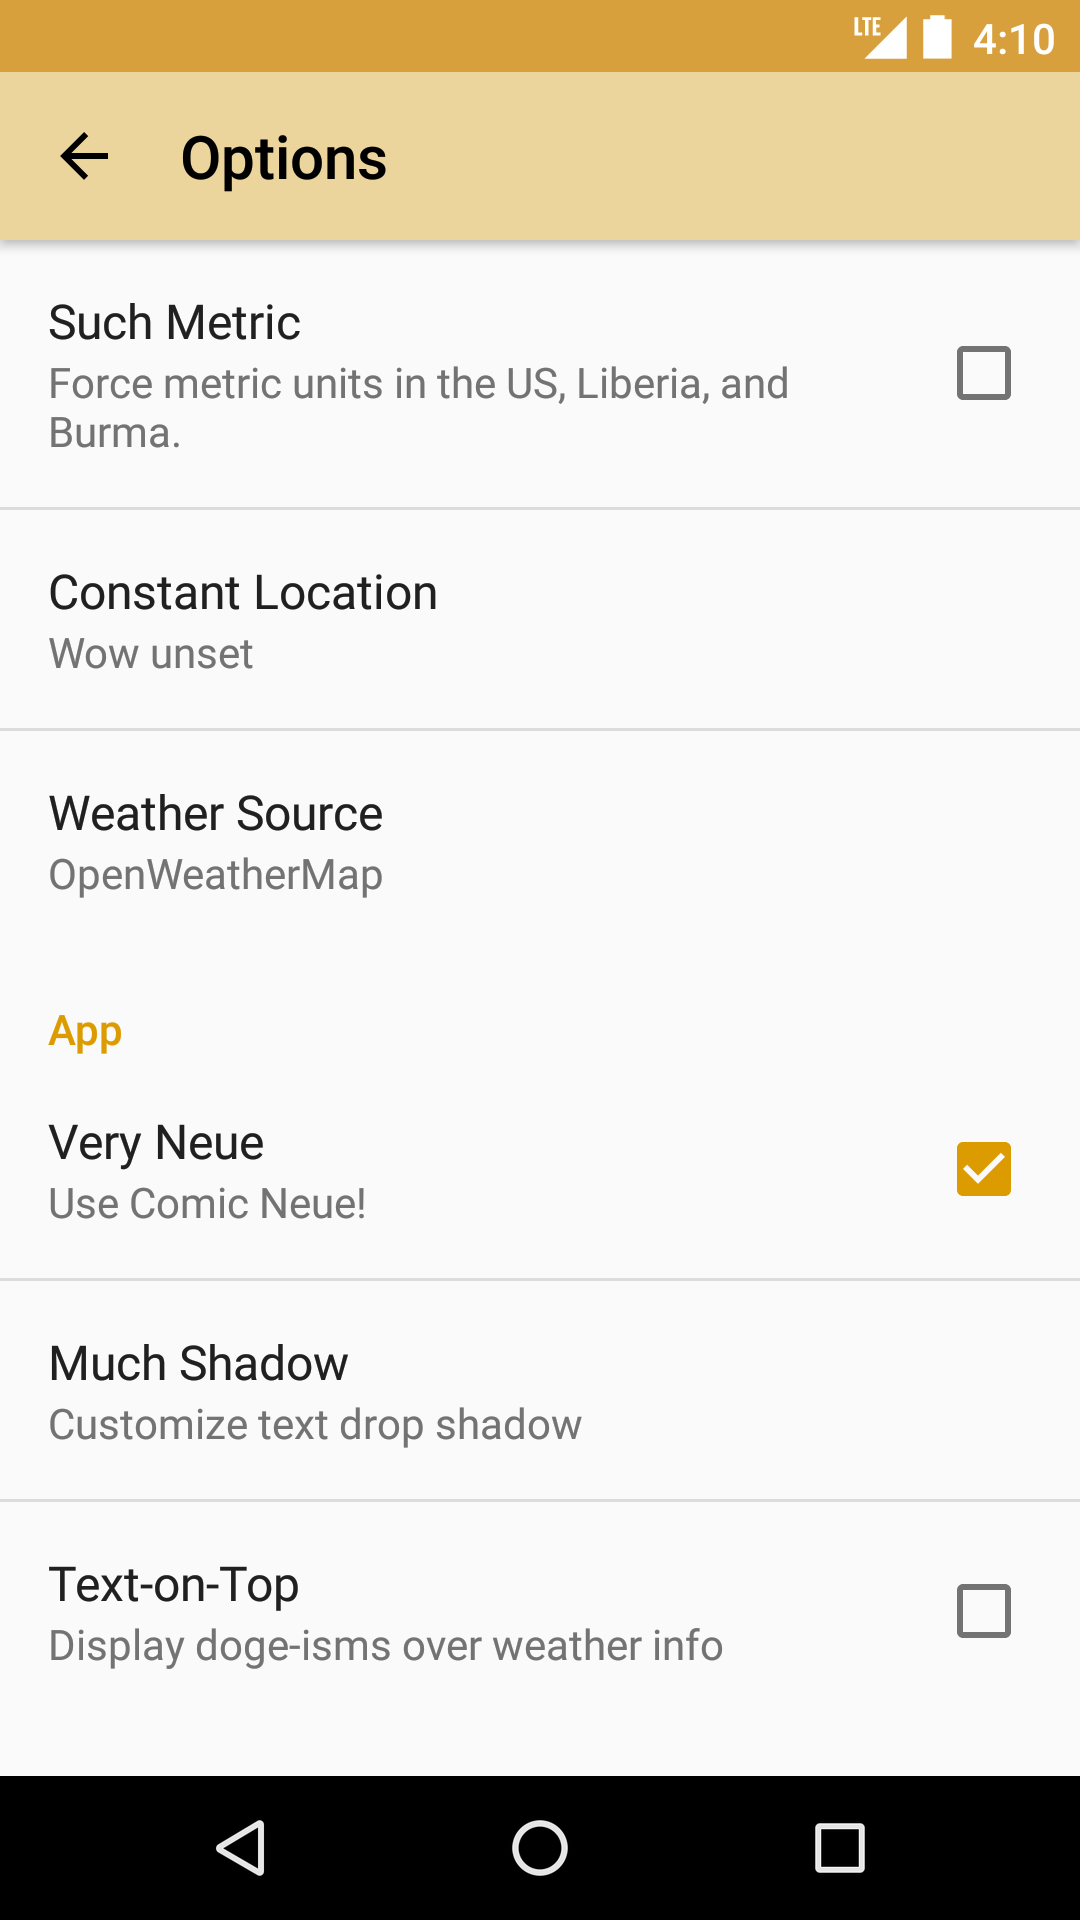 LTE 4:10
Options
Such Metric
Force metric units in the US, Liberia, and
Burma.
Constant Location
Wow unset
Weather Source
OpenWeatherMap
App
Very Neue
Use Comic Neue!
Much Shadow
Customize text drop shadow
Text-on-Top
Display doge-isms over weather info